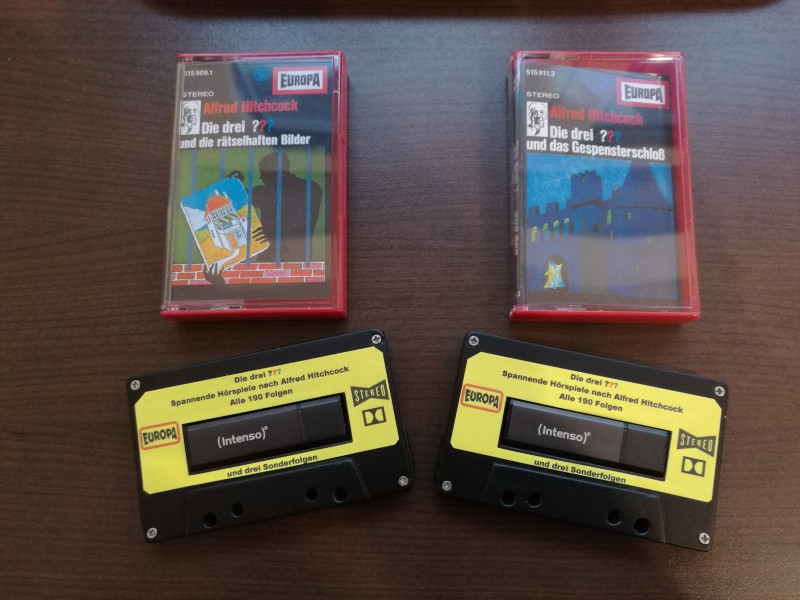 515 909.1
EUROPA
STEREO
Alfred Hitchcock
Die drei ???
und die rätselhaften Bilder
515 911.3
EUROPA
STEREO
Alfred Hitchcock
Die drei ???
und das Gespensterschloß
Die drei ???
Spannende Hörspiele nach Alfred Hitchcock
Alle 190 Folgen
EUROPA
(Intenso)®
STEREO
und drei Sonderfolgen
Die drei ???
Spannende Hörspiele nach Alfred Hitchcock
Alle 190 Folgen
EUROPA
(Intenso)®
STEREO
und drei Sonderfolgen